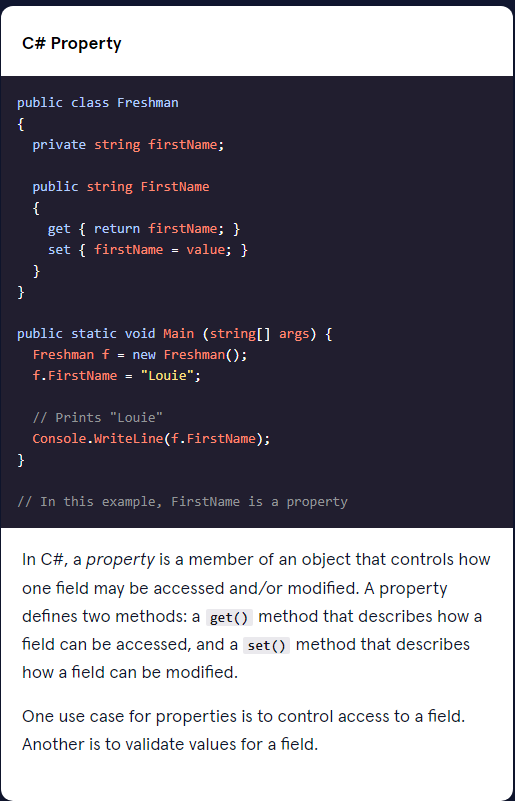 C# Property
public class Freshman
{
  private string firstName;

  public string FirstName
  {
    get { return firstName; }
    set { firstName = value; }
  }
}

public static void Main (string[] args) {
  Freshman f = new Freshman();
  f.FirstName = "Louie";

  // Prints "Louie"
  Console.WriteLine(f.FirstName);
}

// In this example, FirstName is a property
In C#, a property is a member of an object that controls how
one field may be accessed and/or modified. A property
defines two methods: a get() method that describes how a
field can be accessed, and a set() method that describes
how a field can be modified.
One use case for properties is to control access to a field.
Another is to validate values for a field.